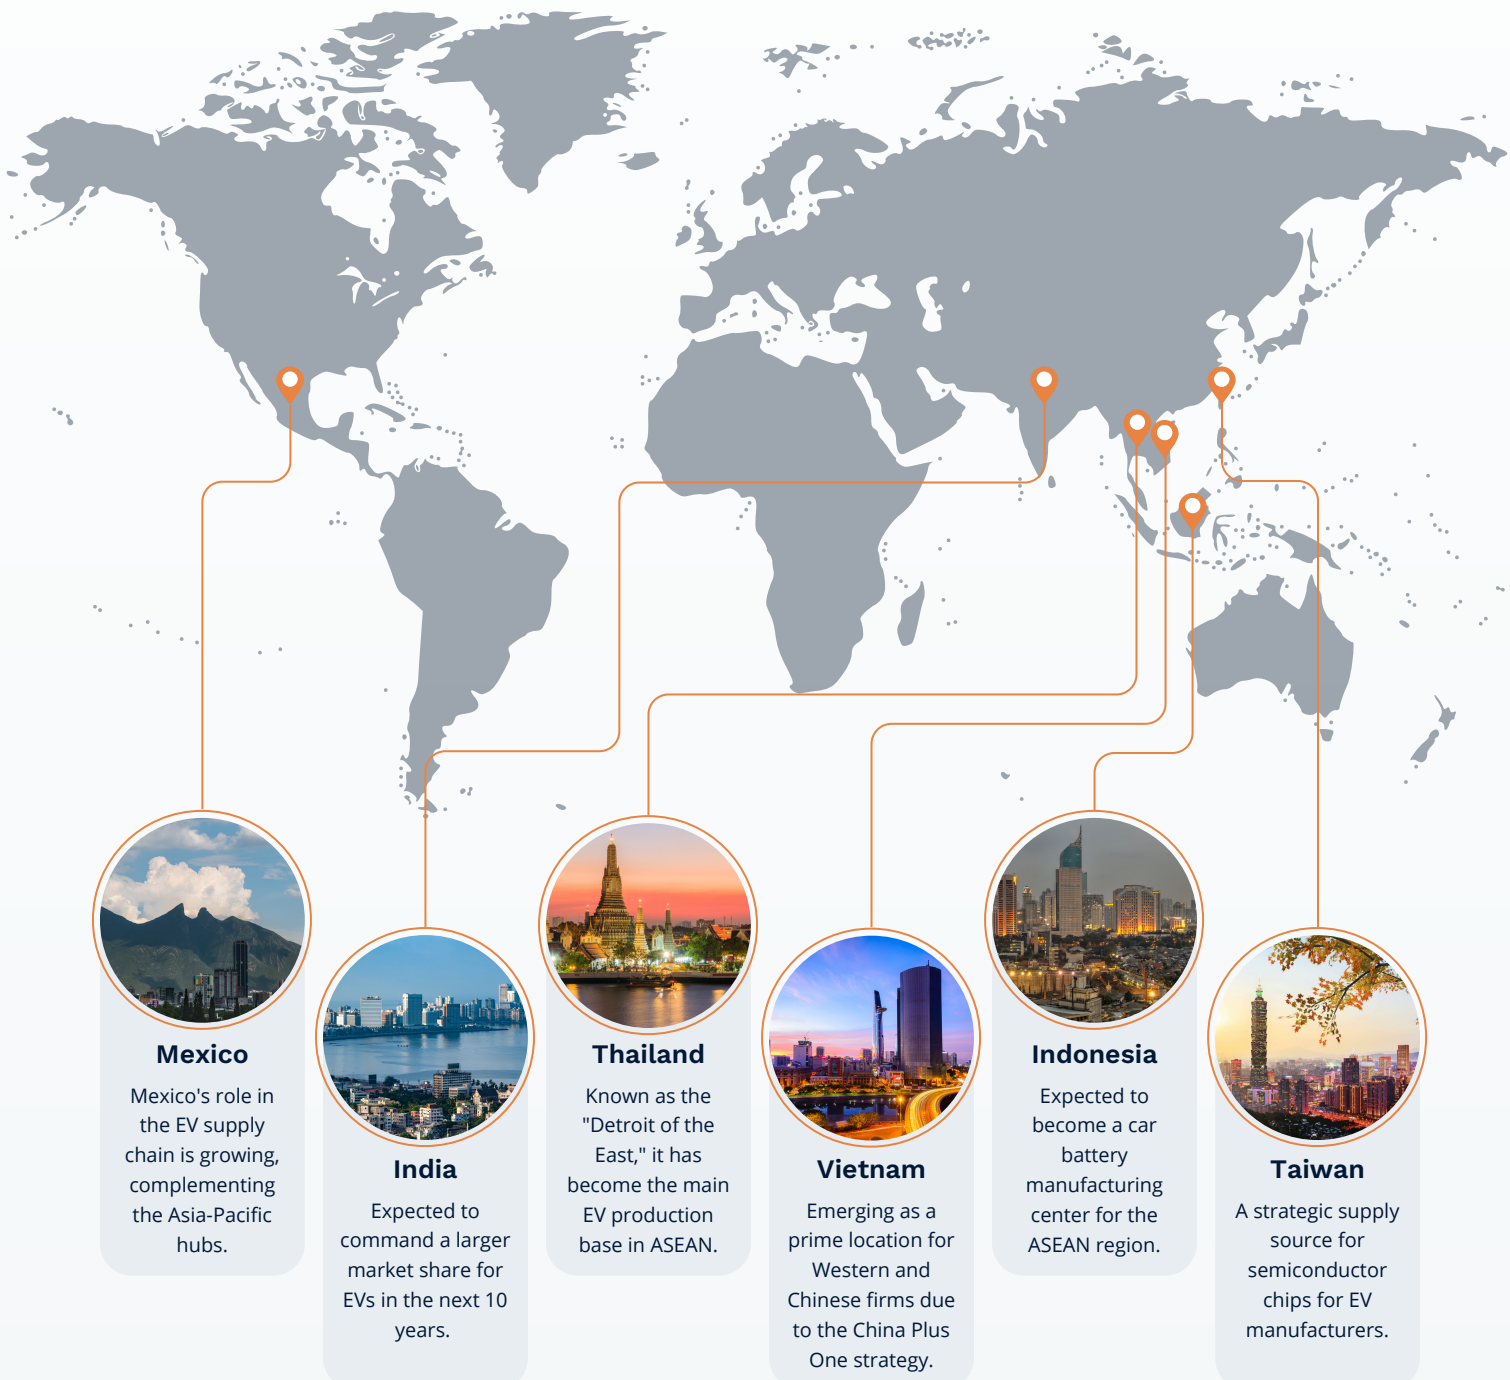 Mexico
Mexico's role in
the EV supply
chain is growing,
complementing
the Asia-Pacific
hubs.
India
Expected to
command a larger
market share for
EVs in the next 10
years.
Thailand
Known as the
"Detroit of the
East," it has
become the main
EV production
base in ASEAN.
Vietnam
Emerging as a
prime location for
Western and
Chinese firms due
to the China Plus
One strategy.
Indonesia
Expected to
become a car
battery
manufacturing
center for the
ASEAN region.
Taiwan
A strategic supply
source for
semiconductor
chips for EV
manufacturers.